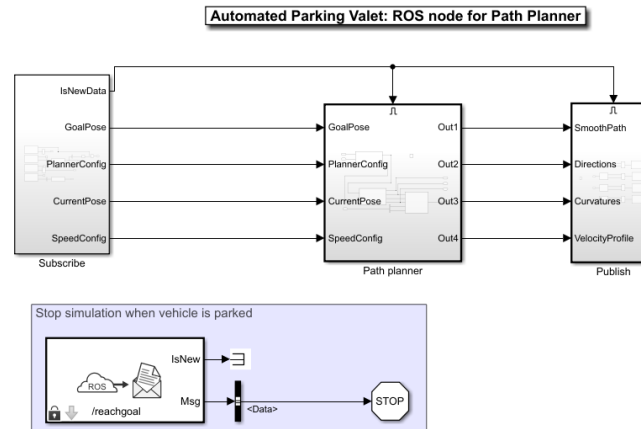 Automated Parking Valet: ROS node for Path Planner
IsNewData
GoalPose
PlannerConfig
CurrentPose
SpeedConfig
Subscribe
GoalPose
PlannerConfig
CurrentPose
SpeedConfig
Out1
Out2
Out3
Out4
Path planner
SmoothPath
Directions
Curvatures
VelocityProfile
Publish
Stop simulation when vehicle is parked
ROS
/reachgoal
IsNew
Msg
<Data>
STOP